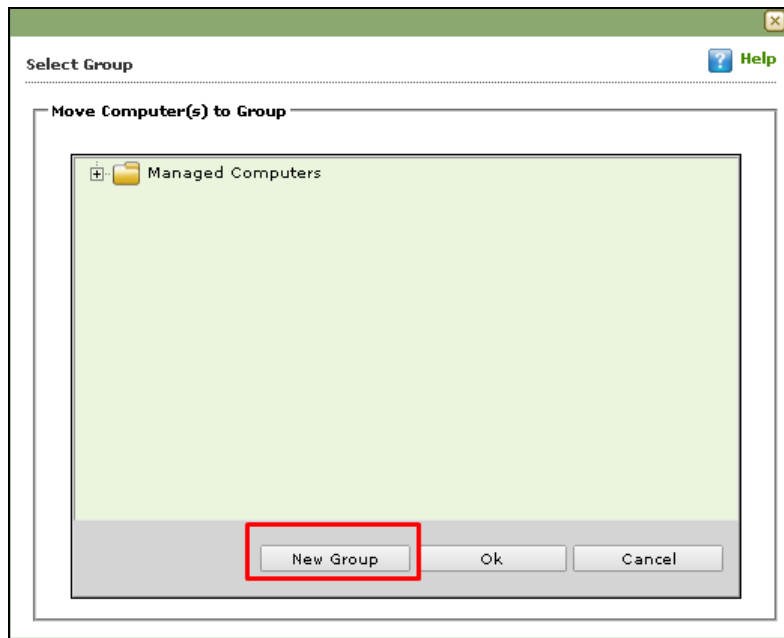 Select Group
Help
Move Computer(s) to Group
Managed Computers
New Group
Ok
Cancel